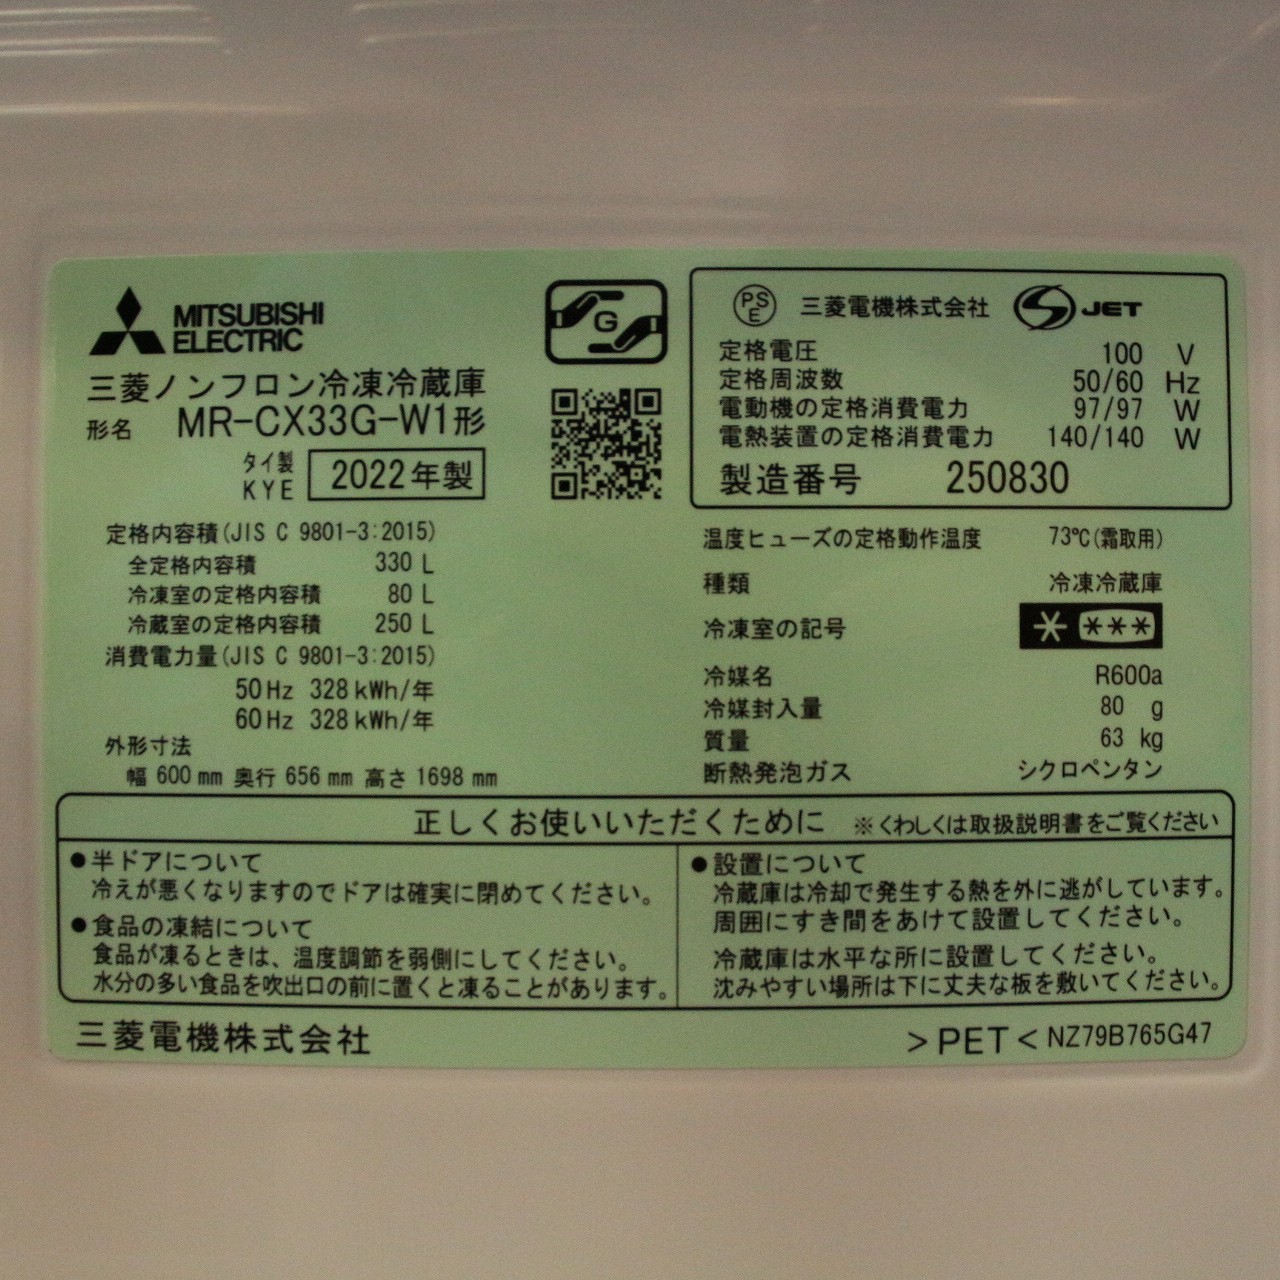 MITSUBISHI
ELECTRIC
三菱ノンフロン冷凍冷蔵庫
形名 MR-CX33G-W1形
タイ製
KYE
2022年製
定格内容積(JIS C 9801-3:2015)
全定格内容積 330 L
冷凍室の定格内容積 80 L
冷蔵室の定格内容積 250 L
消費電力量(JIS C 9801-3:2015)
50Hz 328kWh/年
60Hz 328kWh/年
外形寸法
幅 600mm 奥行 656mm 高さ 1698mm
G
PSE 三菱電機株式会社 JET
定格電圧 100 V
定格周波数 50/60 Hz
電動機の定格消費電力 97/97 W
電熱装置の定格消費電力 140/140 W
製造番号 250830
温度ヒューズの定格動作温度 73℃(霜取用)
種類 冷凍冷蔵庫
冷凍室の記号 * ***
冷媒名 R600a
冷媒封入量 80 g
質量 63 kg
断熱発泡ガス シクロペンタン
正しくお使いいただくために ※くわしくは取扱説明書をご覧ください
●半ドアについて
冷えが悪くなりますのでドアは確実に閉めてください。
●食品の凍結について
食品が凍るときは、温度調節を弱側にしてください。
水分の多い食品を吹出口の前に置くと凍ることがあります。
●設置について
冷蔵庫は冷却で発生する熱を外に逃がしています。
周囲にすき間をあけて設置してください。
冷蔵庫は水平な所に設置してください。
沈みやすい場所は下に丈夫な板を敷いてください。
三菱電機株式会社
>PET< NZ79B765G47